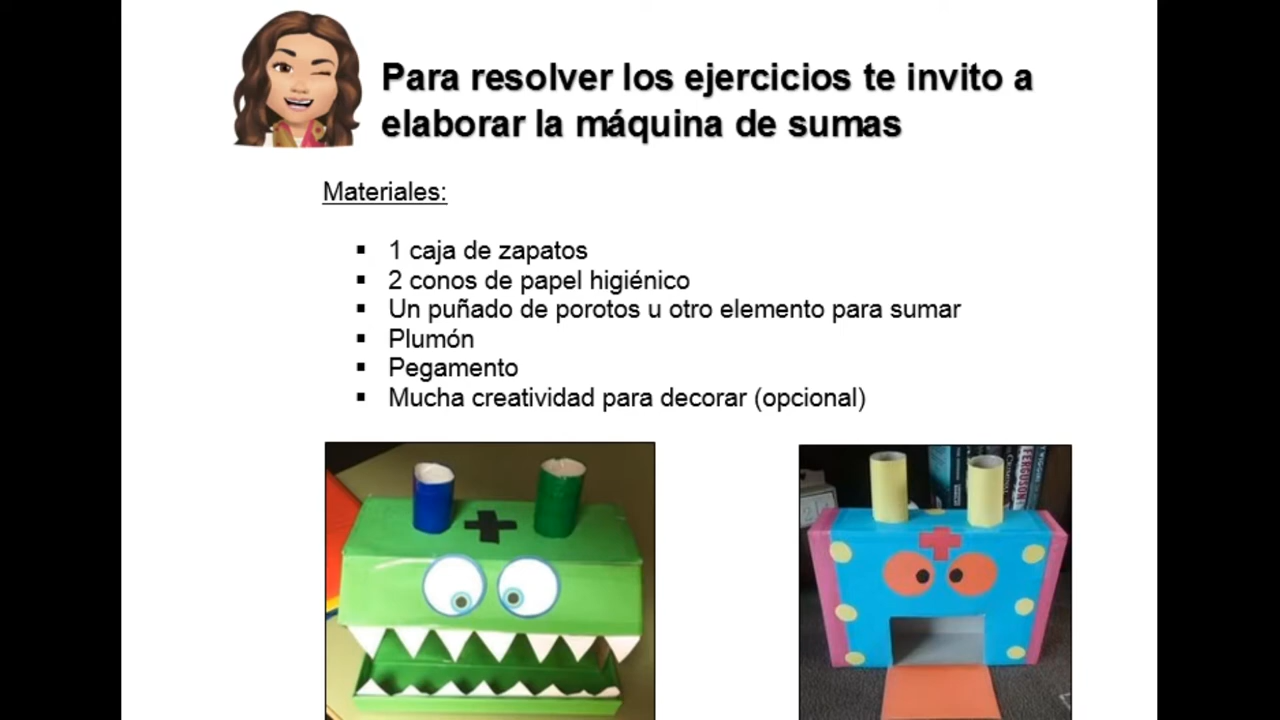 Para resolver los ejercicios te invito a
elaborar la máquina de sumas
Materiales:
▪ 1 caja de zapatos
▪ 2 conos de papel higiénico
▪ Un puñado de porotos u otro elemento para sumar
▪ Plumón
▪ Pegamento
▪ Mucha creatividad para decorar (opcional)
FERGUSON